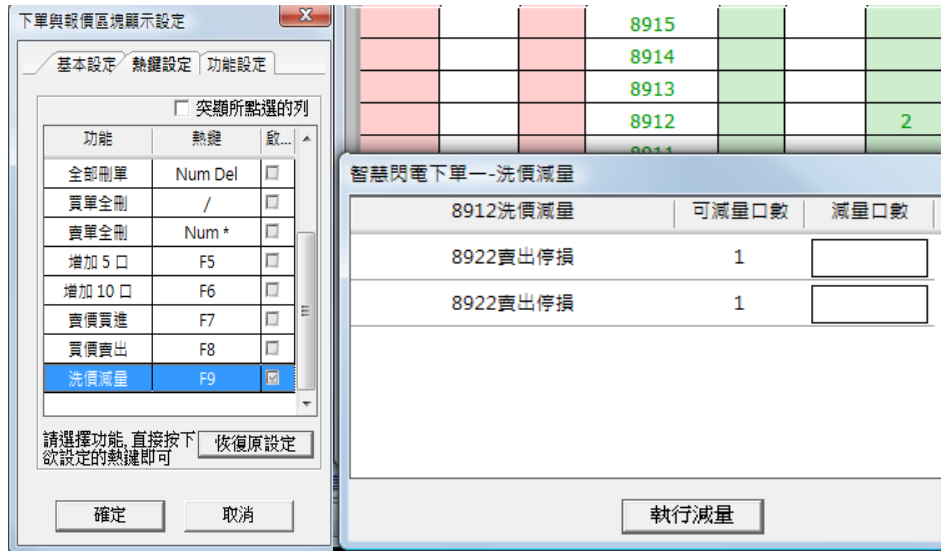 下單與報價區塊顯示設定
基本設定 熱鍵設定 功能設定
突顯所點選的列
功能 熱鍵 啟...
全部刪單 Num Del
買單全刪 /
賣單全刪 Num *
增加 5 口 F5
增加 10 口 F6
賣價買進 F7
買價賣出 F8
洗價減量 F9
請選擇功能, 直接按下
欲設定的熱鍵即可
恢復原設定
確定 取消
8915
8914
8913
8912 2
8911
智慧閃電下單一-洗價減量
8912洗價減量 可減量口數 減量口數
8922賣出停損 1
8922賣出停損 1
執行減量